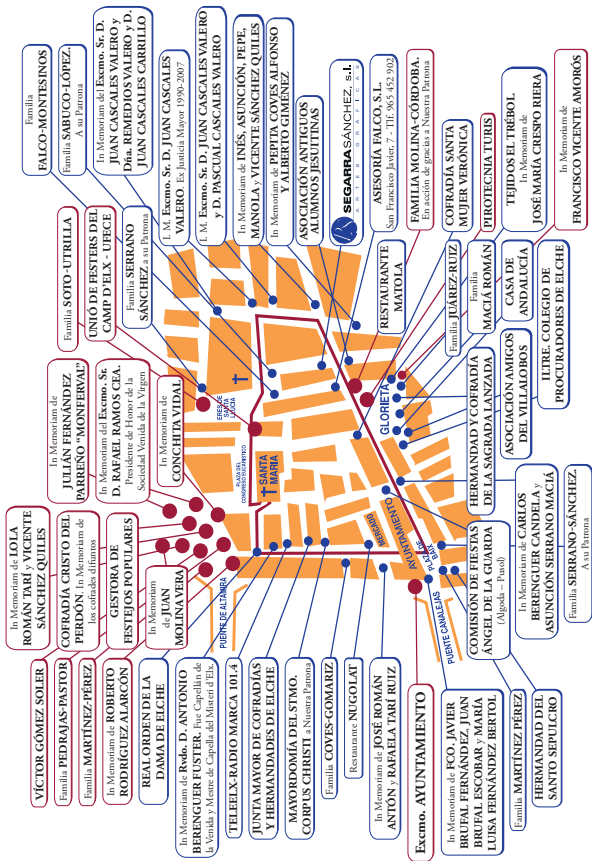 Familia
FALCO-MONTESINOS
Familia SABUCO-LÓPEZ.
A su Patrona
In Memoriam del Excmo. Sr. D.
JUAN CASCALES VALERO y
Dña. REMEDIOS VALERO y D.
JUAN CASCALES CARRILLO
I. M. Excmo. Sr. D. JUAN CASCALES
VALERO. Ex Justicia Mayor 1990-2007
I. M. Excmo. Sr. D. JUAN CASCALES VALERO
y D. PASCUAL CASCALES VALERO
In Memoriam de INÉS, ASUNCIÓN, PEPE,
MANOLA y VICENTE SÁNCHEZ QUILES
In Memoriam de PEPITA COVES ALFONSO
Y ALBERTO GIMÉNEZ
ASOCIACIÓN ANTIGUOS
ALUMNOS JESUITINAS
SEGARRA SÁNCHEZ, s.l.
ARTES GRÁFICAS
ASESORÍA FALCO, S.L.
San Francisco Javier, 7 - Tlf. 965 452 902
FAMILIA MOLINA-CÓRDOBA.
En acción de gracias a Nuestra Patrona
COFRADÍA SANTA
MUJER VERÓNICA
PIROTECNIA TURIS
TEJIDOS EL TRÉBOL
In Memoriam de
JOSÉ MARÍA CRESPO RIERA
In Memoriam de
FRANCISCO VICENTE AMORÓS
Familia SOTO-UTRILLA
UNIÓ DE FESTERS DEL
CAMP D'ELX - UFECE
Familia SERRANO
SÁNCHEZ a su Patrona
RESTAURANTE
MATOLA
Familia JUÁREZ-RUIZ
Familia
MACIÁ ROMÁN
CASA DE
ANDALUCÍA
ILTRE. COLEGIO DE
PROCURADORES DE ELCHE
In Memoriam de
JULIÁN FERNÁNDEZ
PARREÑO "MONFERVAL"
In Memoriam del Excmo. Sr.
D. RAFAEL RAMOS CEA.
Presidente de Honor de la
Sociedad Venida de la Virgen
In Memoriam de
CONCHITA VIDAL
ERES DE
SANTA
LLÚCIA
PLAZA DEL
CONGRESO EUCARÍSTICO
SANTA
MARIA
GLORIETA
MERCADO
AYUNTAMIENTO
PLAZA DE
BAIX
PUENTE DE ALTAMIRA
PUENTE CANALEJAS
HERMANDAD Y COFRADÍA
DE LA SAGRADA LANZADA
ASOCIACIÓN AMIGOS
DEL VILLALOBOS
In Memoriam de LOLA
ROMÁN TARÍ y VICENTE
SÁNCHEZ QUILES
COFRADÍA CRISTO DEL
PERDÓN. In Memoriam de
los cofrades difuntos
GESTORA DE
FESTEJOS POPULARES
In Memoriam
de JUAN
MOLINA VERA
COMISIÓN DE FIESTAS
ÁNGEL DE LA GUARDA
(Algoda – Pusol)
In Memoriam de CARLOS
BERENGUER CANDELA y
ASUNCIÓN SERRANO MACIÁ
Familia SERRANO-SÁNCHEZ.
A su Patrona
VÍCTOR GÓMEZ SOLER
Familia PEDRAJAS-PASTOR
Familia MARTÍNEZ-PÉREZ
In Memoriam de ROBERTO
RODRÍGUEZ ALARCÓN
REAL ORDEN DE LA
DAMA DE ELCHE
In Memoriam de Rvdo. D. ANTONIO
BERENGUER FUSTER. Fue Capellán de
la Venida y Mestre de Capella del Misteri d'Elx.
TELEELX-RADIO MARCA 101.4
JUNTA MAYOR DE COFRADÍAS
Y HERMANDADES DE ELCHE
MAYORDOMÍA DEL STMO.
CORPUS CHRISTI a Nuestra Patrona
Familia COVES-GOMARIZ
Restaurante NUGOLAT
In Memoriam de JOSÉ ROMÁN
ANTÓN y RAFAELA TARÍ RUIZ
Excmo. AYUNTAMIENTO
In Memoriam de FCO. JAVIER
BRUFAL FERNÁNDEZ, JUAN
BRUFAL ESCOBAR y MARÍA
LUISA FERNÁNDEZ BERTOL
Familia MARTÍNEZ PÉREZ
HERMANDAD DEL
SANTO SEPULCRO